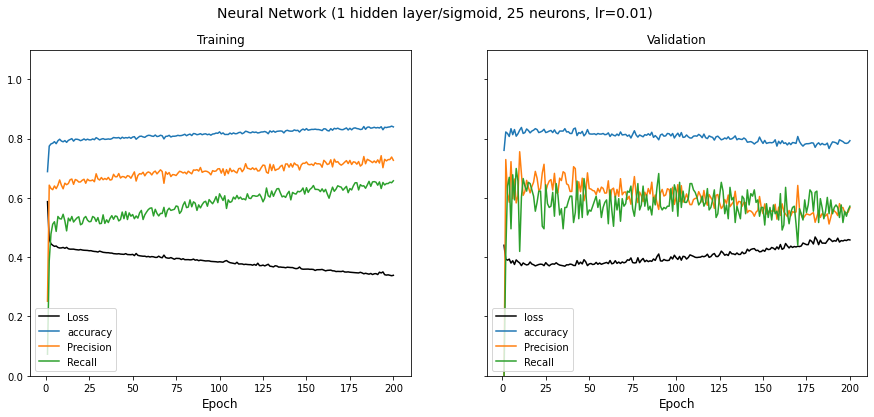 Neural Network (1 hidden layer/sigmoid, 25 neurons, lr=0.01)
Training
1.0
0.8
0.6
0.4
0.2
0.0
Loss
accuracy
Precision
Recall
0 25 50 75 100 125 150 175 200
Epoch
Validation
loss
accuracy
Precision
Recall
0 25 50 75 100 125 150 175 200
Epoch